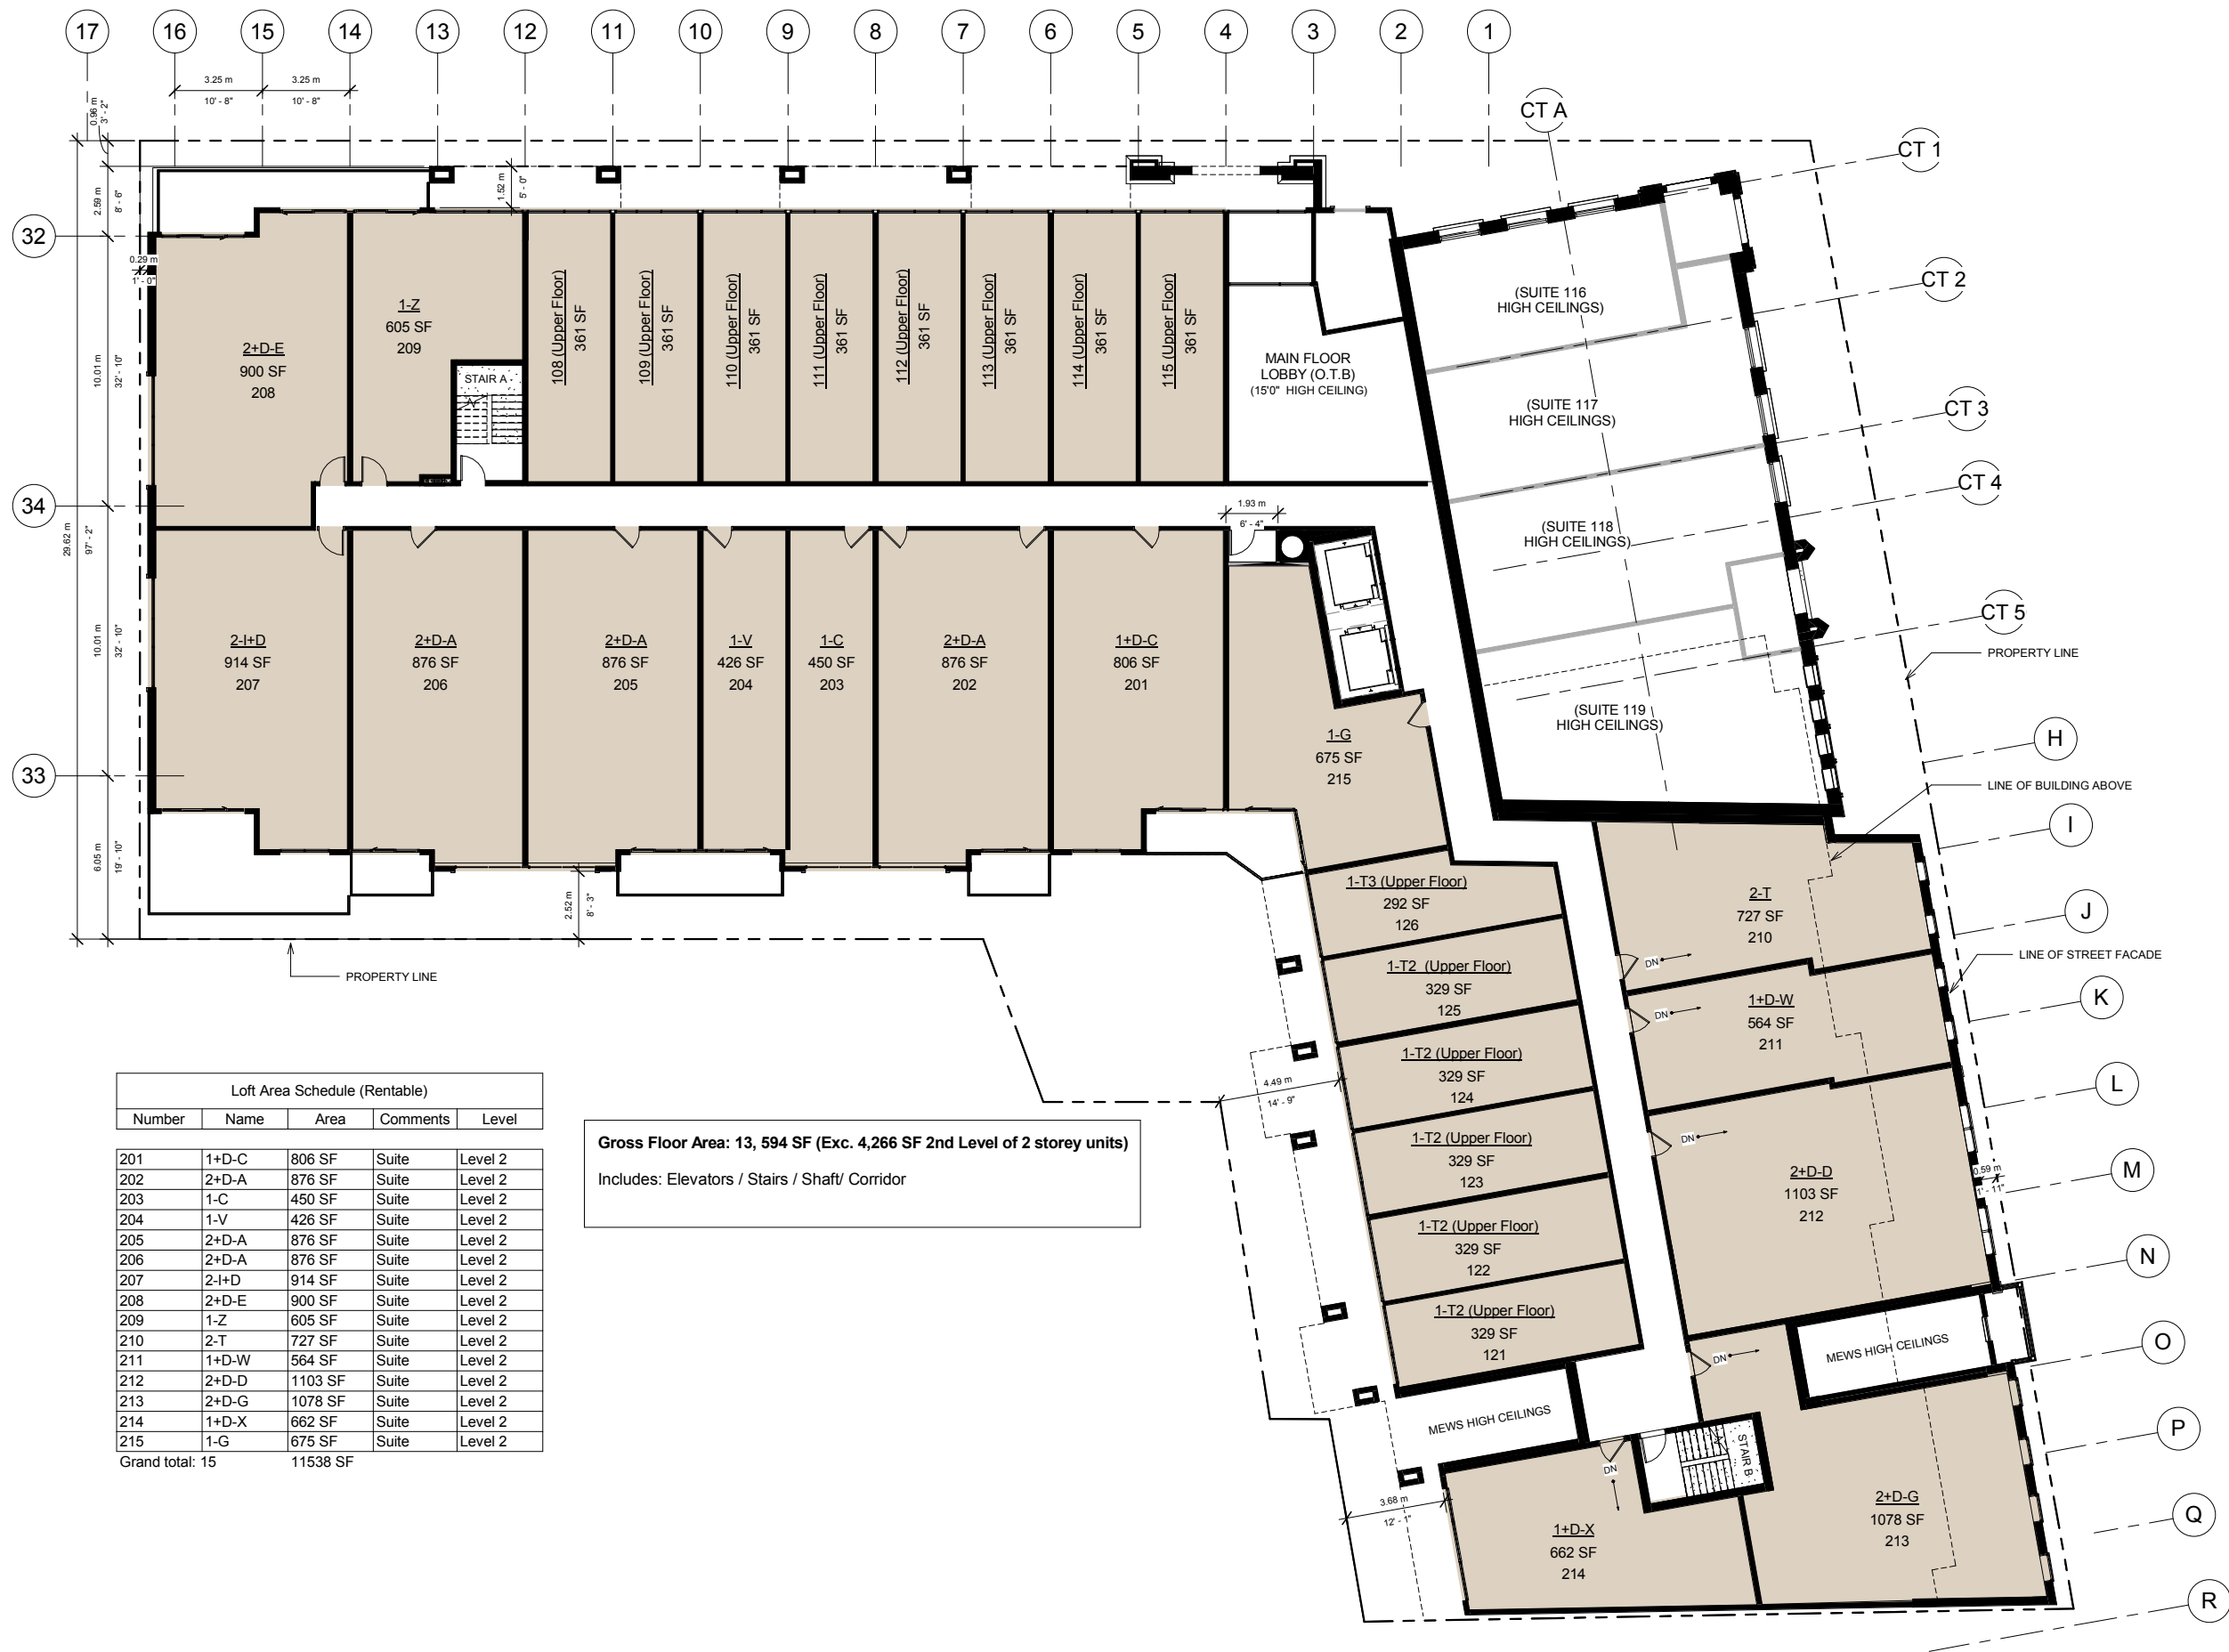 17 16 15 14 13 12 11 10 9 8 7 6 5 4 3 2 1
CT A
CT 1
CT 2
CT 3
CT 4
CT 5
H
I
J
K
L
M
N
O
P
Q
R
32
34
33
3.25 m
10' - 8"
3.25 m
10' - 8"
0.96 m
3' - 2"
2.59 m
8' - 6"
1.52 m
5' - 0"
0.29 m
1' - 0"
10.01 m
32' - 10"
29.62 m
97' - 2"
10.01 m
32' - 10"
6.05 m
19' - 10"
2.52 m
8' - 3"
1.93 m
6' - 4"
2+D-E
900 SF
208
1-Z
605 SF
209
STAIR A
108 (Upper Floor)
361 SF
109 (Upper Floor)
361 SF
110 (Upper Floor)
361 SF
111 (Upper Floor)
361 SF
112 (Upper Floor)
361 SF
113 (Upper Floor)
361 SF
114 (Upper Floor)
361 SF
115 (Upper Floor)
361 SF
MAIN FLOOR
LOBBY (O.T.B)
(15'0" HIGH CEILING)
(SUITE 116
HIGH CEILINGS)
(SUITE 117
HIGH CEILINGS)
(SUITE 118
HIGH CEILINGS)
(SUITE 119
HIGH CEILINGS)
2-I+D
914 SF
207
2+D-A
876 SF
206
2+D-A
876 SF
205
1-V
426 SF
204
1-C
450 SF
203
2+D-A
876 SF
202
1+D-C
806 SF
201
1-G
675 SF
215
PROPERTY LINE
LINE OF BUILDING ABOVE
LINE OF STREET FACADE
PROPERTY LINE
1-T3 (Upper Floor)
292 SF
126
1-T2 (Upper Floor)
329 SF
125
1-T2 (Upper Floor)
329 SF
124
1-T2 (Upper Floor)
329 SF
123
1-T2 (Upper Floor)
329 SF
122
1-T2 (Upper Floor)
329 SF
121
2-T
727 SF
210
DN
1+D-W
564 SF
211
DN
2+D-D
1103 SF
212
DN
0.59 m
1' - 11"
4.49 m
14' - 9"
MEWS HIGH CEILINGS
DN
MEWS HIGH CEILINGS
STAIR B
DN
3.68 m
12' - 1"
1+D-X
662 SF
214
2+D-G
1078 SF
213
Loft Area Schedule (Rentable)
Number Name Area Comments Level
201 1+D-C 806 SF Suite Level 2
202 2+D-A 876 SF Suite Level 2
203 1-C 450 SF Suite Level 2
204 1-V 426 SF Suite Level 2
205 2+D-A 876 SF Suite Level 2
206 2+D-A 876 SF Suite Level 2
207 2-I+D 914 SF Suite Level 2
208 2+D-E 900 SF Suite Level 2
209 1-Z 605 SF Suite Level 2
210 2-T 727 SF Suite Level 2
211 1+D-W 564 SF Suite Level 2
212 2+D-D 1103 SF Suite Level 2
213 2+D-G 1078 SF Suite Level 2
214 1+D-X 662 SF Suite Level 2
215 1-G 675 SF Suite Level 2
Grand total: 15 11538 SF
Gross Floor Area: 13, 594 SF (Exc. 4,266 SF 2nd Level of 2 storey units)
Includes: Elevators / Stairs / Shaft/ Corridor